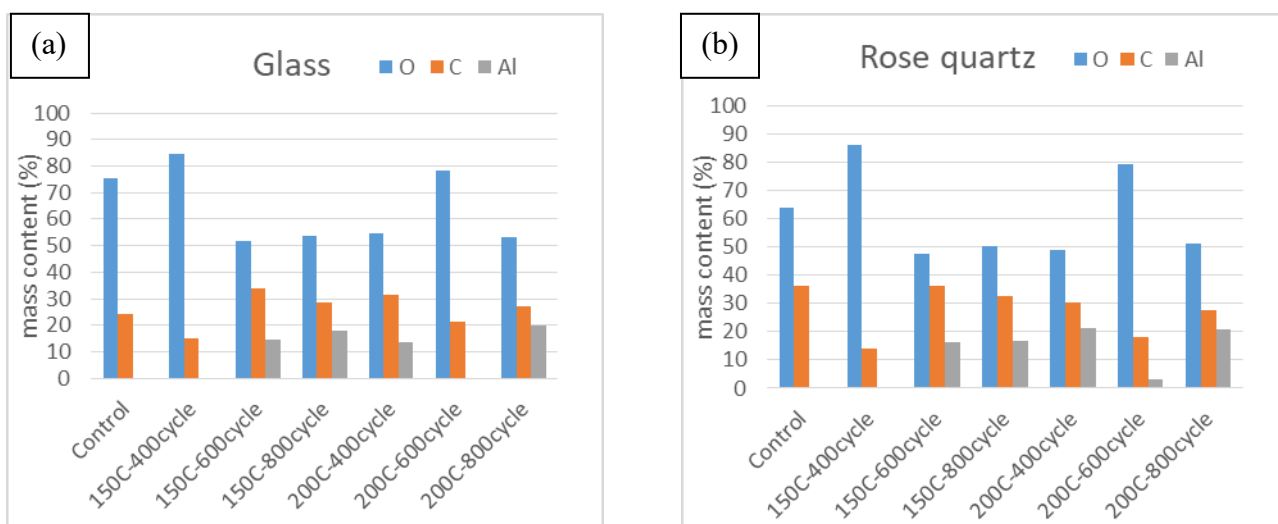 (a)
Glass
O C Al
mass content (%)
100
90
80
70
60
50
40
30
20
10
0
Control
150C-400cycle
150C-600cycle
150C-800cycle
200C-400cycle
200C-600cycle
200C-800cycle
(b)
Rose quartz
O C Al
mass content (%)
100
90
80
70
60
50
40
30
20
10
0
Control
150C-400cycle
150C-600cycle
150C-800cycle
200C-400cycle
200C-600cycle
200C-800cycle